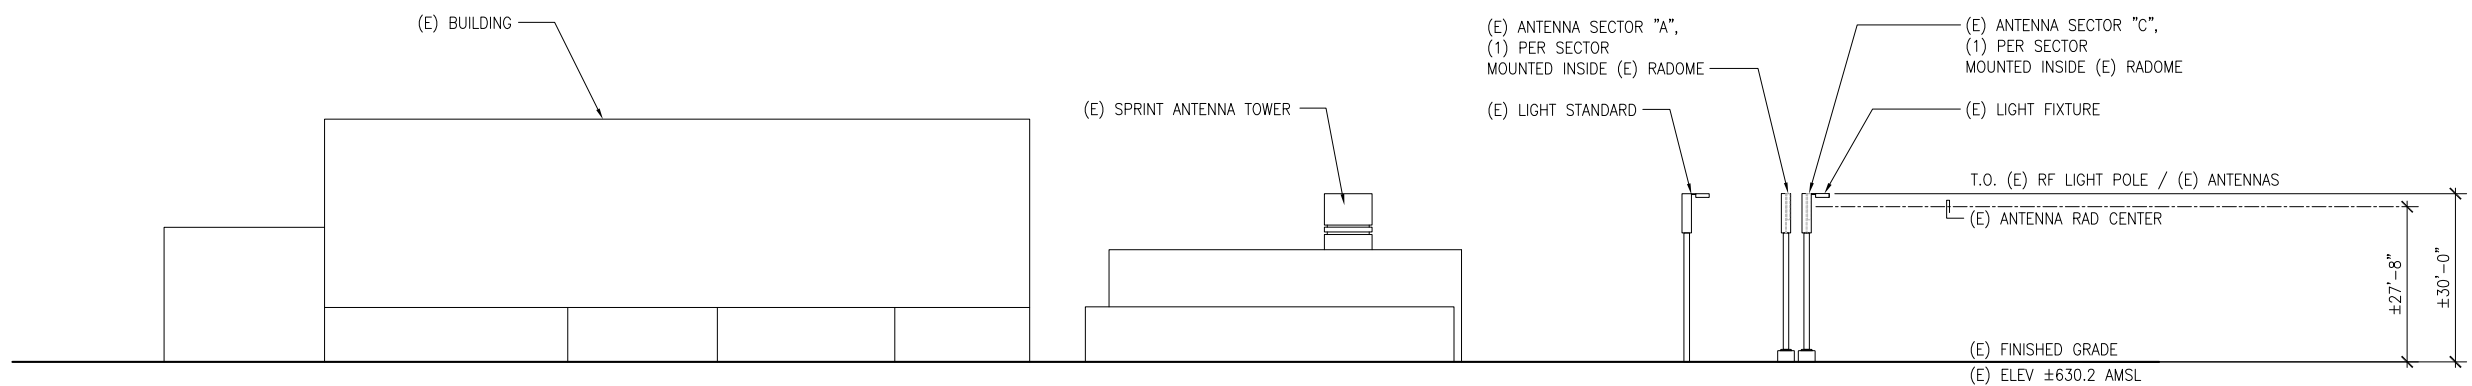 (E) BUILDING
(E) SPRINT ANTENNA TOWER
(E) ANTENNA SECTOR "A",
(1) PER SECTOR
MOUNTED INSIDE (E) RADOME
(E) LIGHT STANDARD
(E) ANTENNA SECTOR "C",
(1) PER SECTOR
MOUNTED INSIDE (E) RADOME
(E) LIGHT FIXTURE
T.O. (E) RF LIGHT POLE / (E) ANTENNAS
(E) ANTENNA RAD CENTER
±27'-8"
±30'-0"
(E) FINISHED GRADE
(E) ELEV ±630.2 AMSL